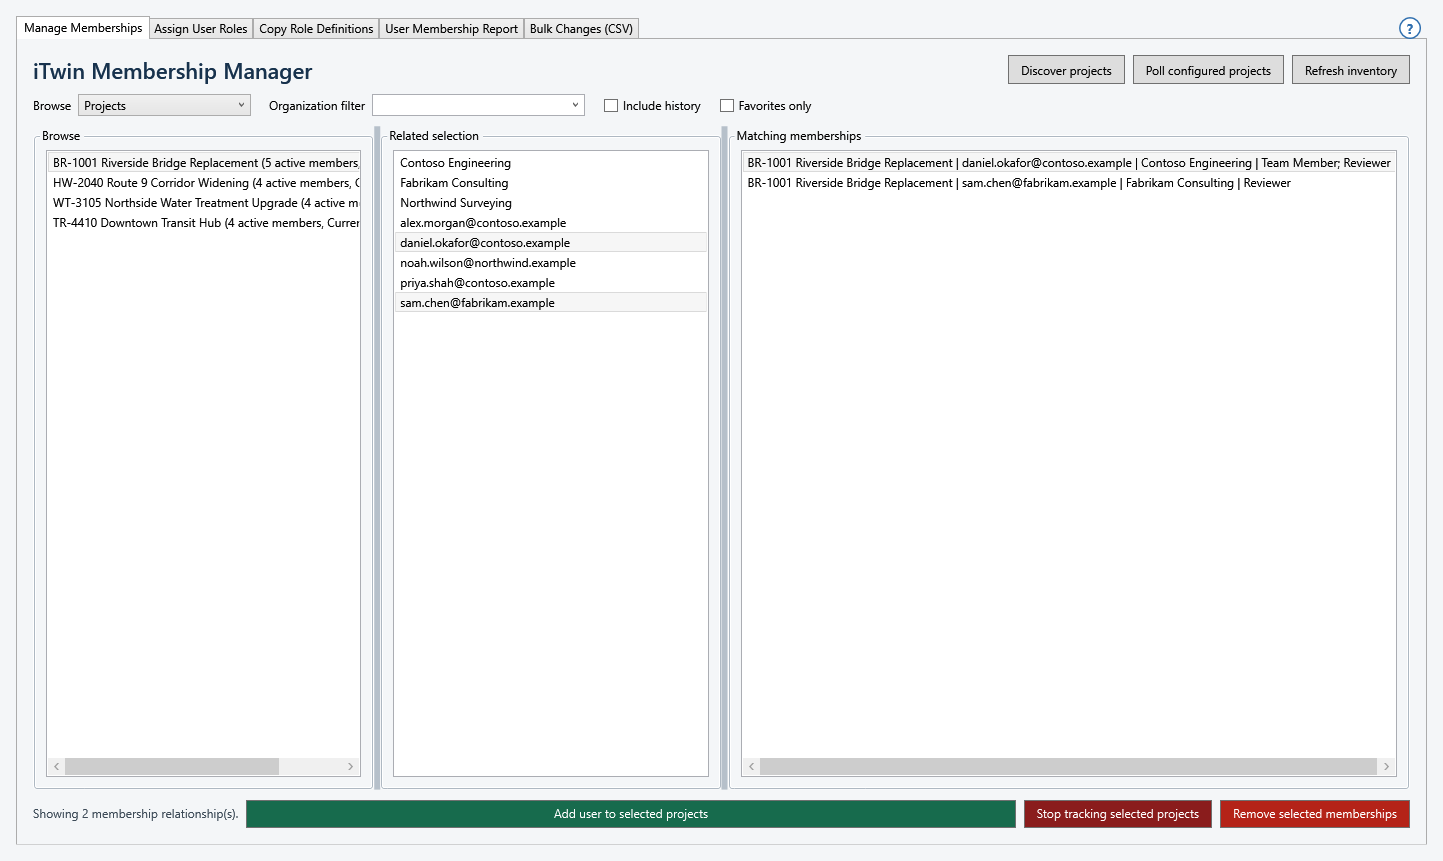 Manage Memberships
Assign User Roles
Copy Role Definitions
User Membership Report
Bulk Changes (CSV)
?
iTwin Membership Manager
Discover projects
Poll configured projects
Refresh inventory
Browse
Projects
Organization filter
Include history
Favorites only
Browse
BR-1001 Riverside Bridge Replacement (5 active members,
HW-2040 Route 9 Corridor Widening (4 active members,
WT-3105 Northside Water Treatment Upgrade (4 active
TR-4410 Downtown Transit Hub (4 active members,
Related selection
Contoso Engineering
Fabrikam Consulting
Northwind Surveying
alex.morgan@contoso.example
daniel.okafor@contoso.example
noah.wilson@northwind.example
priya.shah@contoso.example
sam.chen@fabrikam.example
Matching memberships
BR-1001 Riverside Bridge Replacement | daniel.okafor@contoso.example | Contoso Engineering | Team Member; Reviewer
BR-1001 Riverside Bridge Replacement | sam.chen@fabrikam.example | Fabrikam Consulting | Reviewer
Showing 2 membership relationship(s).
Add user to selected projects
Stop tracking selected projects
Remove selected memberships